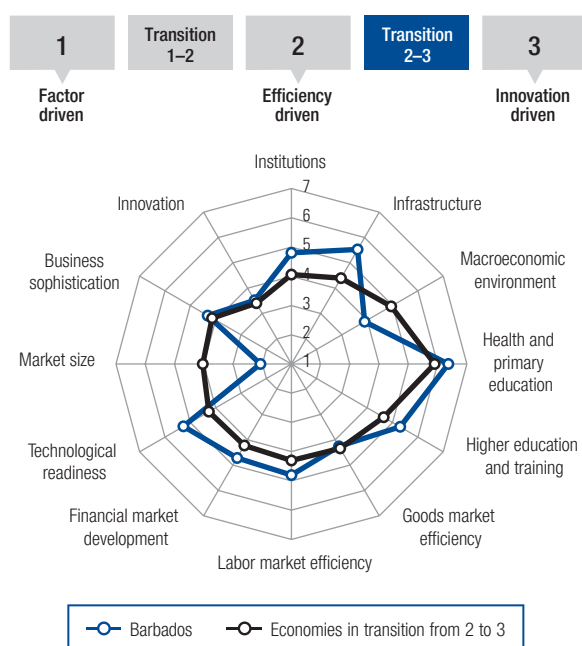 1
Transition
1–2
2
Transition
2–3
3
Factor
driven
Efficiency
driven
Innovation
driven
Institutions
Infrastructure
Macroeconomic
environment
Health and
primary
education
Higher education
and training
Goods market
efficiency
Labor market efficiency
Financial market
development
Technological
readiness
Market size
Business
sophistication
Innovation
7
6
5
4
3
2
1
Barbados
Economies in transition from 2 to 3